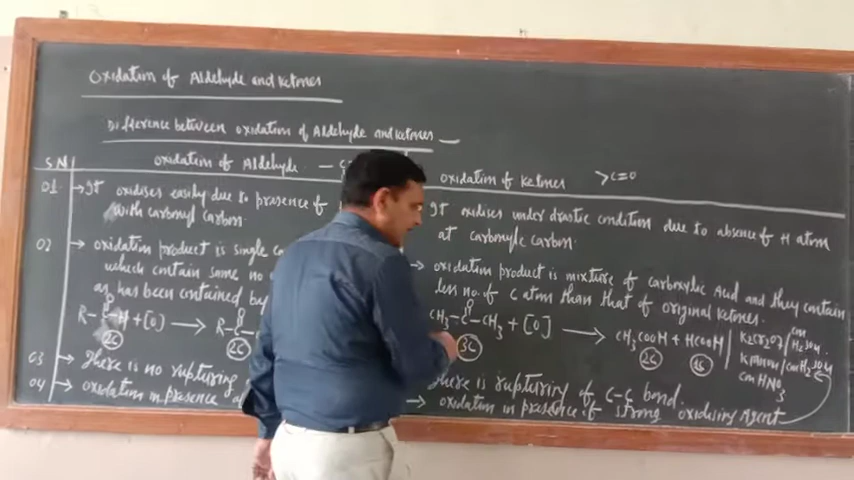 Oxidation of Aldehyde and Ketones
Difference between oxidation of Aldehyde and Ketones
S.N
oxidation of Aldehyde
oxidation of Ketones >C=O
01 → It oxidises easily due to presence of
with carbonyl carbon.
02 → oxidation product is single
which contain same no
as has been contained by
R-C-H + [O] → R-C-
O O
2C 2C
03 → There is no rupturing
04 → oxidation in presence
It oxidises under drastic condition due to absence of H atom
at carbonyl carbon.
→ oxidation product is mixture of carboxylic Acid and they contain
less no. of C atom than that of original Ketones.
O
CH3-C-CH3 + [O] → CH3COOH + HCOOH
3C 2C 1C
K2Cr2O7/Con H2SO4
KMnO4/Con H2SO4
Con HNO3
There is rupturing of C-C bond.
→ oxidation in presence of strong oxidising Agent